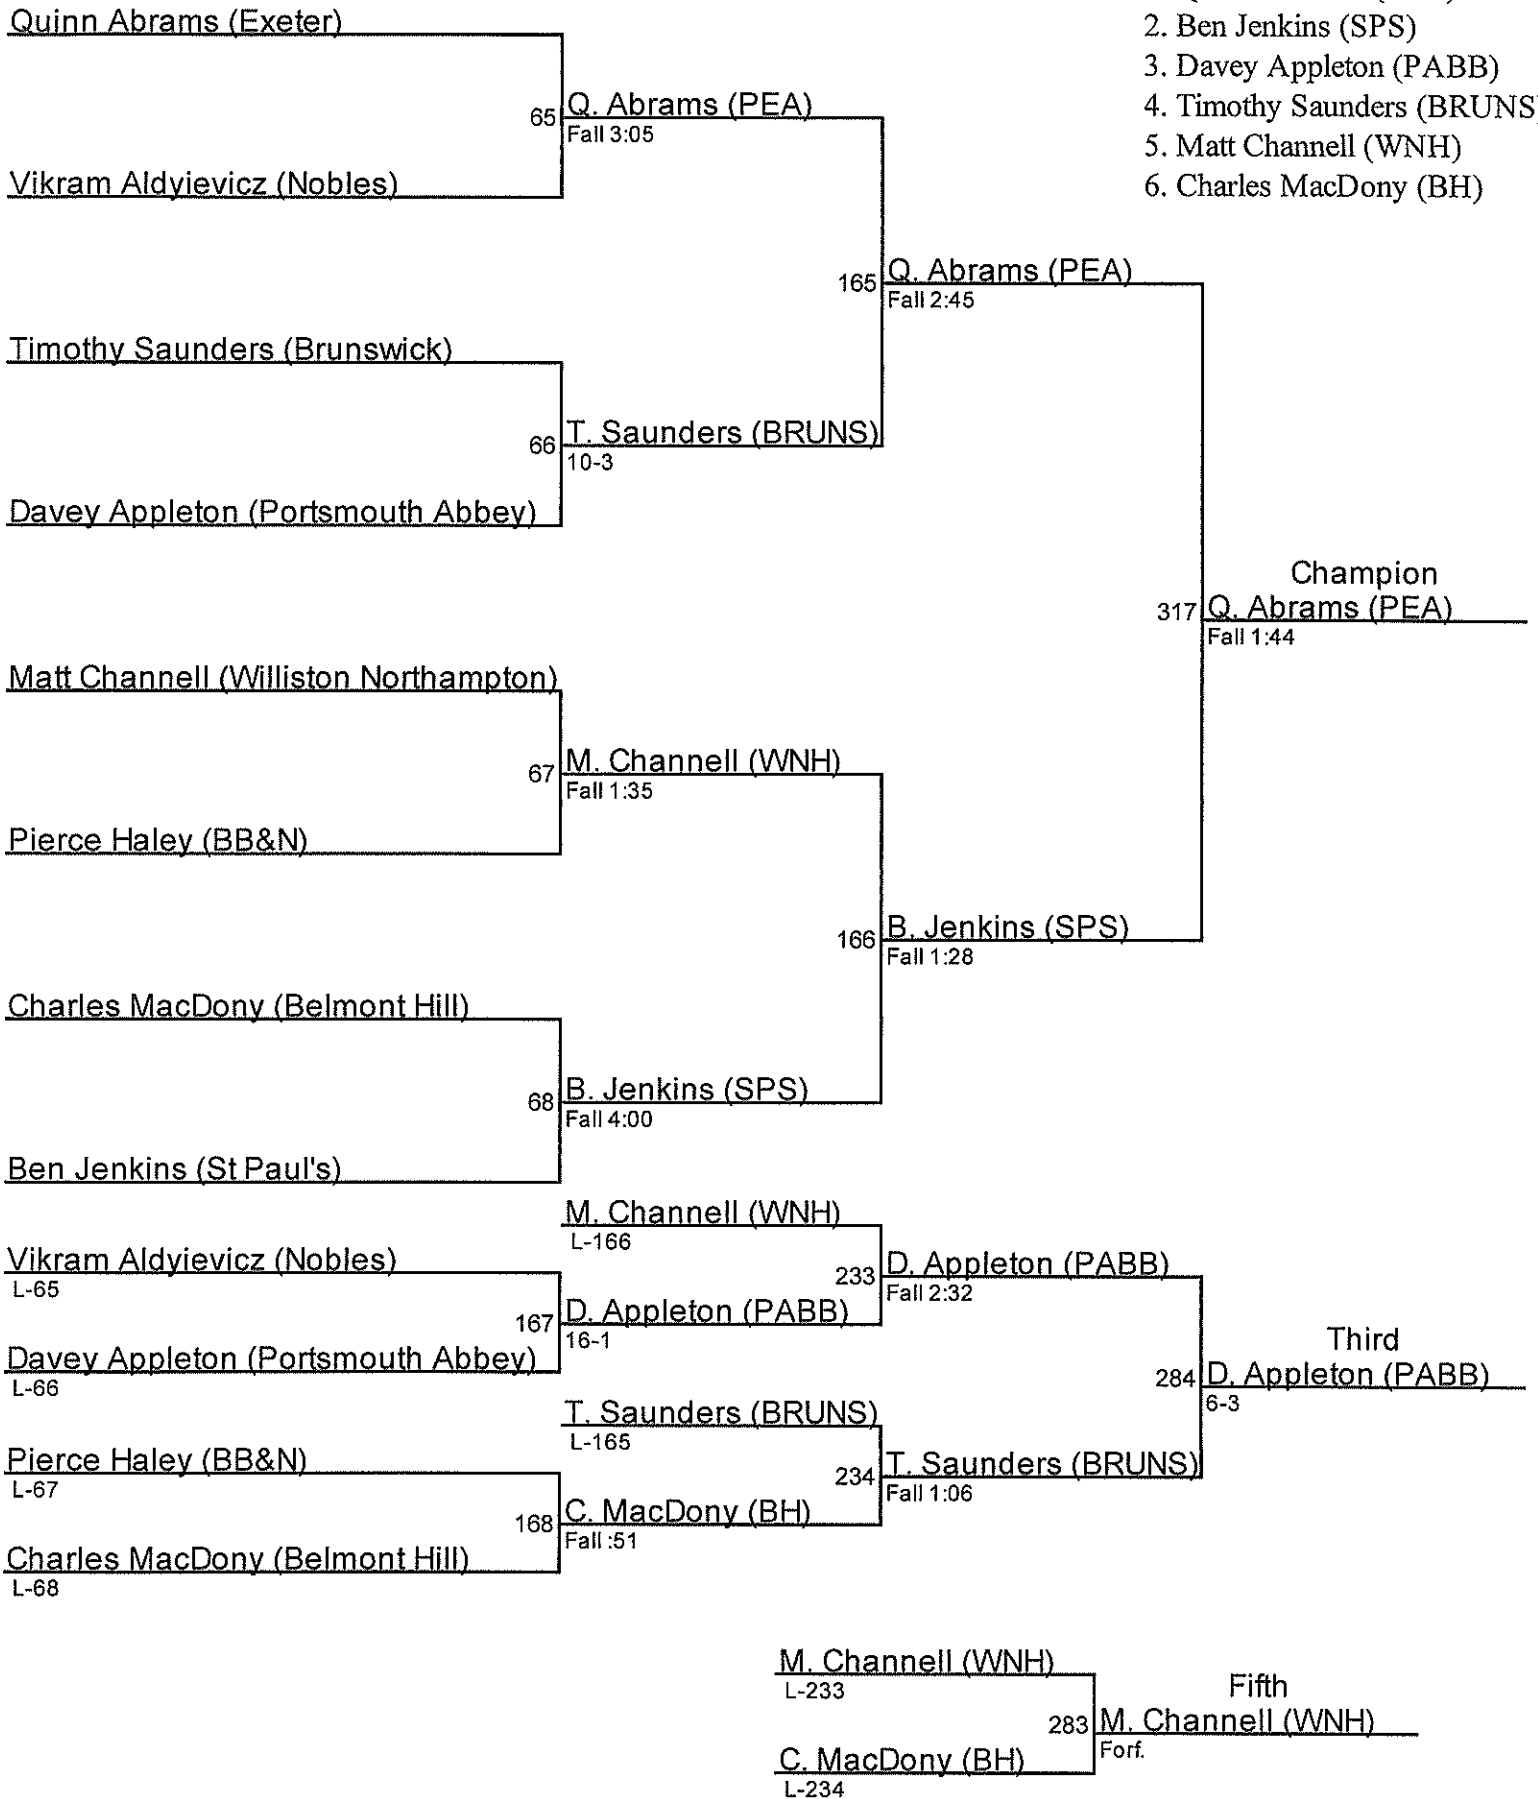 Quinn Abrams (Exeter)
2. Ben Jenkins (SPS)
3. Davey Appleton (PABB)
65 Q. Abrams (PEA)
4. Timothy Saunders (BRUNS)
Fall 3:05
5. Matt Channell (WNH)
Vikram Aldyievicz (Nobles)
6. Charles MacDony (BH)
165 Q. Abrams (PEA)
Fall 2:45
Timothy Saunders (Brunswick)
66 T. Saunders (BRUNS)
10-3
Davey Appleton (Portsmouth Abbey)
Champion
317 Q. Abrams (PEA)
Fall 1:44
Matt Channell (Williston Northampton)
67 M. Channell (WNH)
Fall 1:35
Pierce Haley (BB&N)
166 B. Jenkins (SPS)
Fall 1:28
Charles MacDony (Belmont Hill)
68 B. Jenkins (SPS)
Fall 4:00
Ben Jenkins (St Paul's)
M. Channell (WNH)
L-166
Vikram Aldyievicz (Nobles)
L-65
233 D. Appleton (PABB)
Fall 2:32
167 D. Appleton (PABB)
16-1
Davey Appleton (Portsmouth Abbey)
L-66
Third
284 D. Appleton (PABB)
6-3
T. Saunders (BRUNS)
L-165
Pierce Haley (BB&N)
L-67
234 T. Saunders (BRUNS)
Fall 1:06
168 C. MacDony (BH)
Fall :51
Charles MacDony (Belmont Hill)
L-68
M. Channell (WNH)
L-233
Fifth
283 M. Channell (WNH)
Forf.
C. MacDony (BH)
L-234